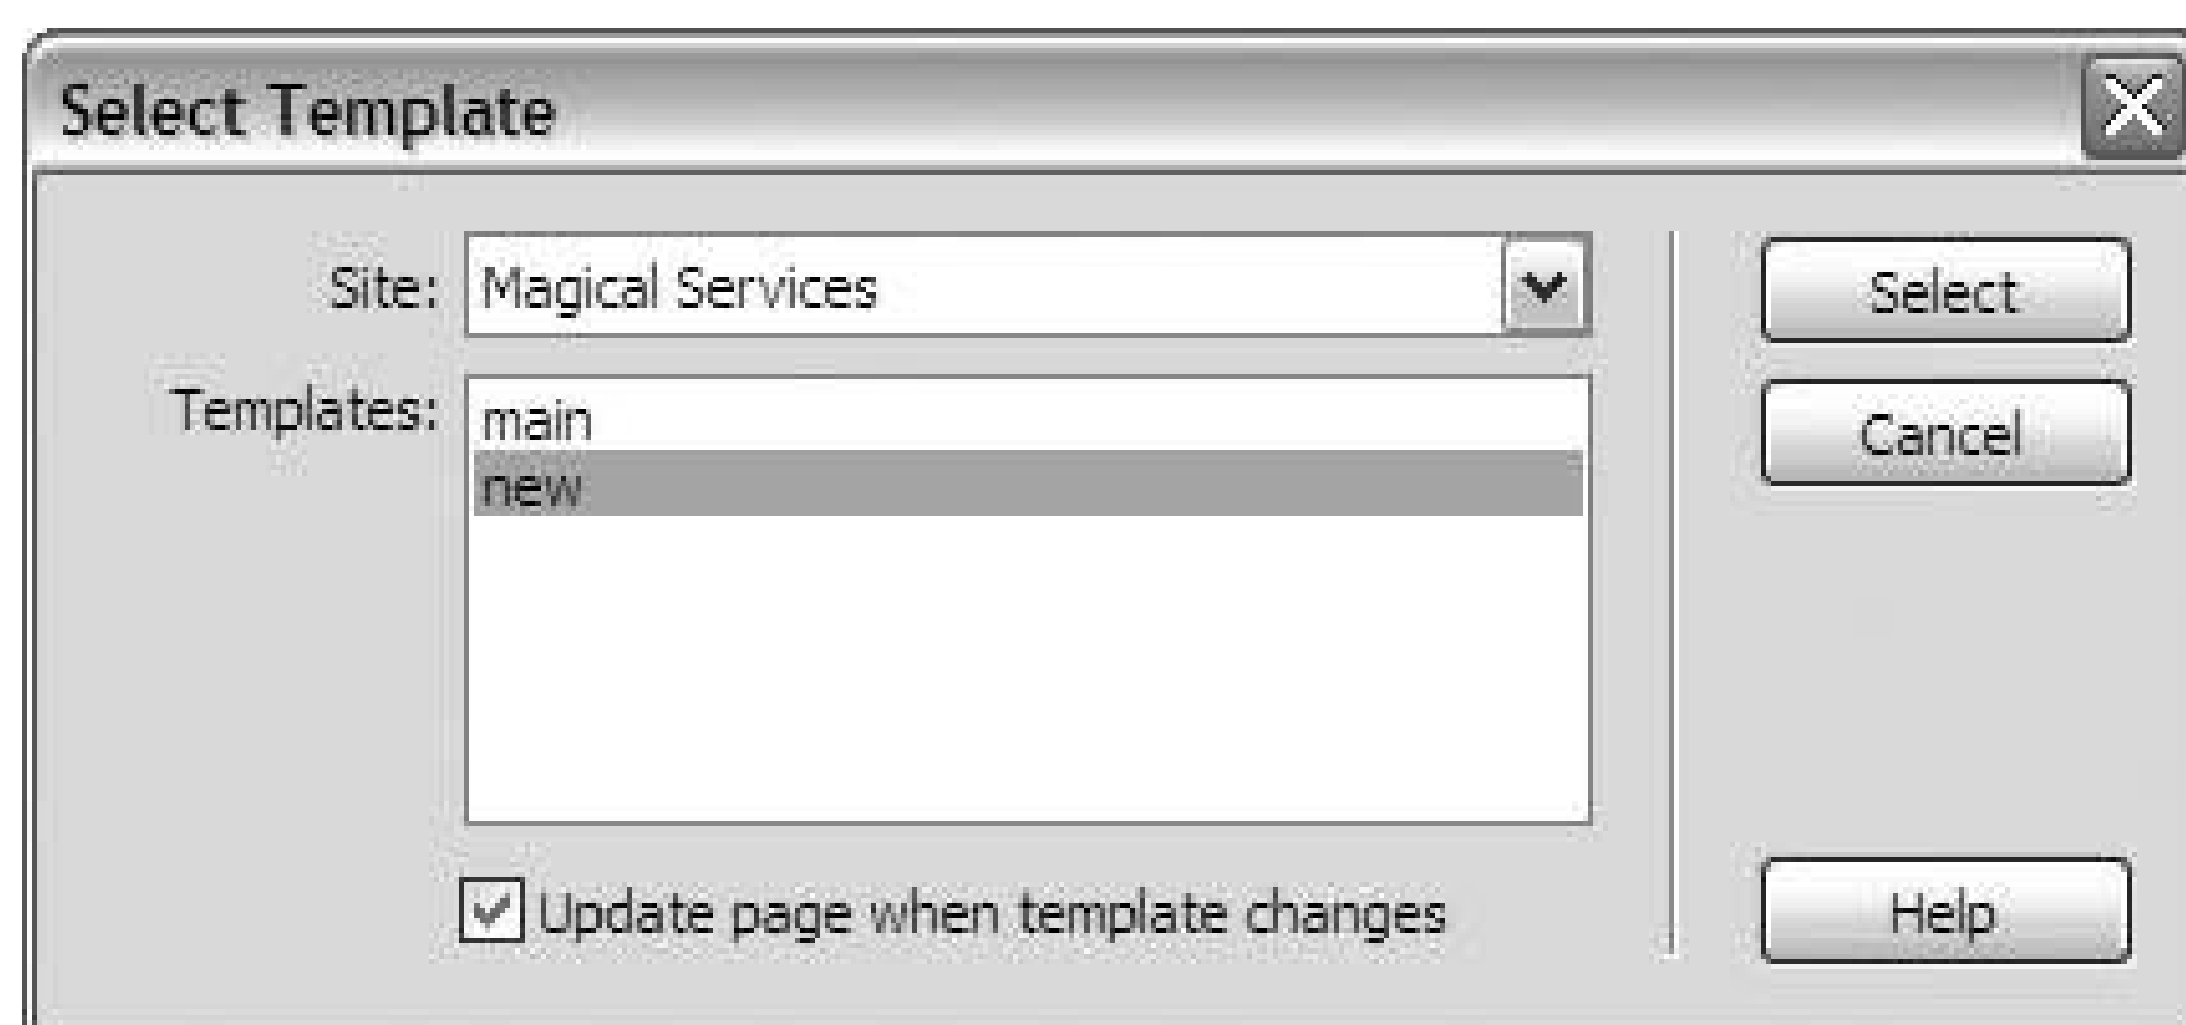 Select Template
Site: Magical Services
Select
Templates: main
Cancel
new
Update page when template changes
Help